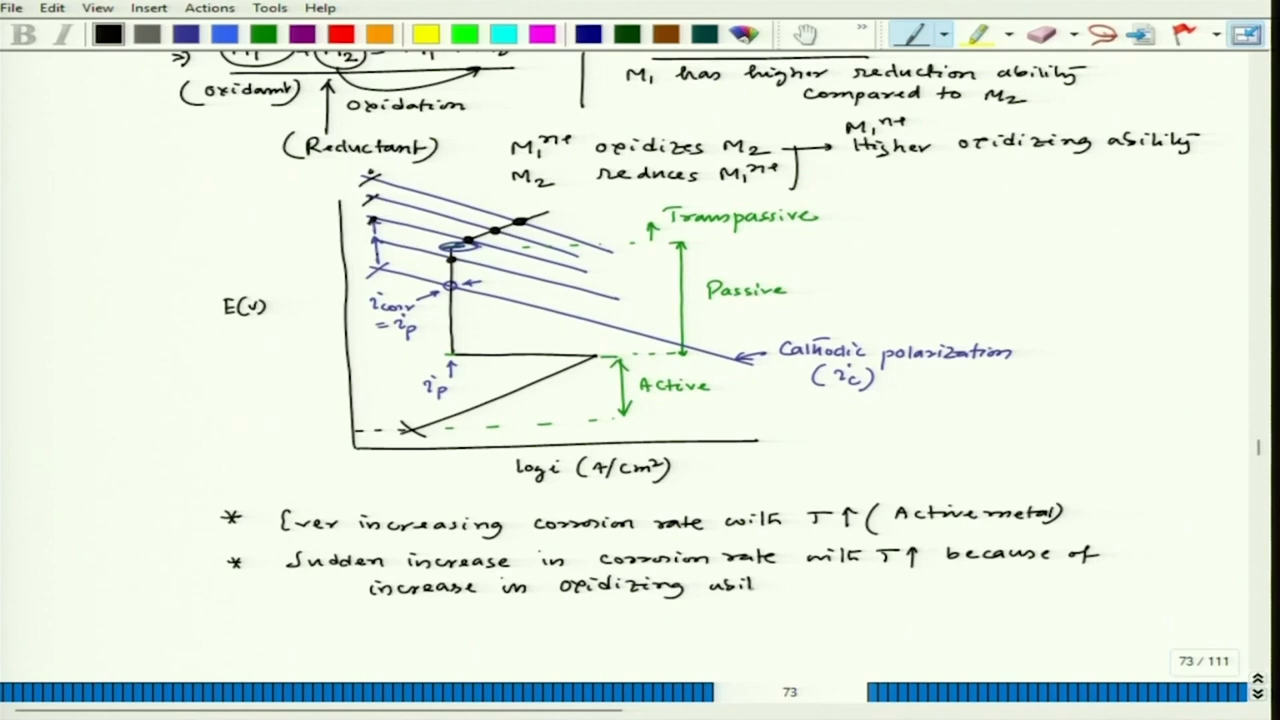 File Edit View Insert Actions Tools Help
B I
(oxidant)
oxidation
(Reductant)
M1 has higher reduction ability
compared to M2
M1ⁿ⁺ oxidizes M2
M2 reduces M1ⁿ⁺
M1ⁿ⁺
Higher oxidizing ability
Transpassive
Passive
E(V)
icorr
= ip
ip
Cathodic polarization
(ic)
Active
log i (A/cm²)
* Ever increasing corrosion rate with T↑ (Active metal)
* Sudden increase in corrosion rate with T↑ because of
increase in oxidizing abil
73 / 111
73